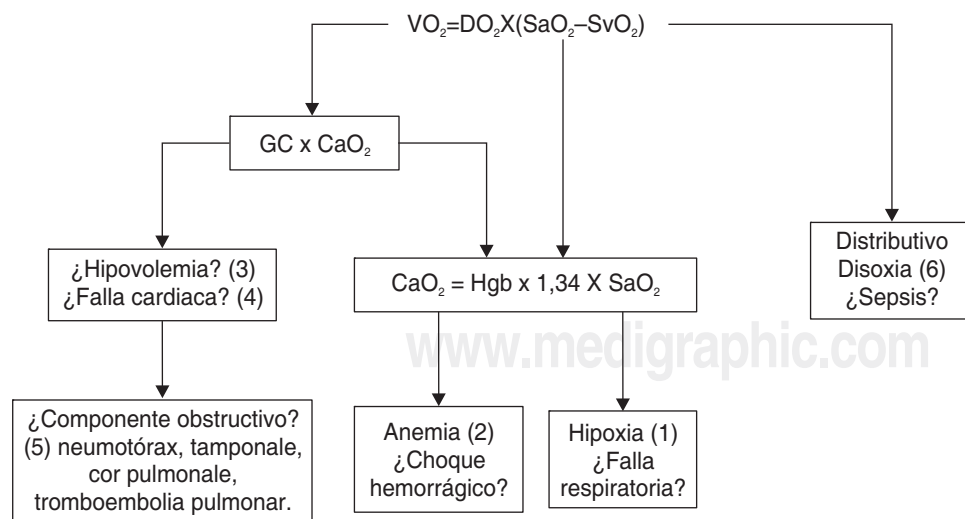 VO₂=DO₂X(SaO₂–SvO₂)
GC x CaO₂
¿Hipovolemia? (3)
¿Falla cardiaca? (4)
CaO₂ = Hgb x 1,34 X SaO₂
Distributivo
Disoxia (6)
¿Sepsis?
www.medigraphic.com
¿Componente obstructivo?
(5) neumotórax, tamponale,
cor pulmonale,
tromboembolia pulmonar.
Anemia (2)
¿Choque
hemorrágico?
Hipoxia (1)
¿Falla
respiratoria?